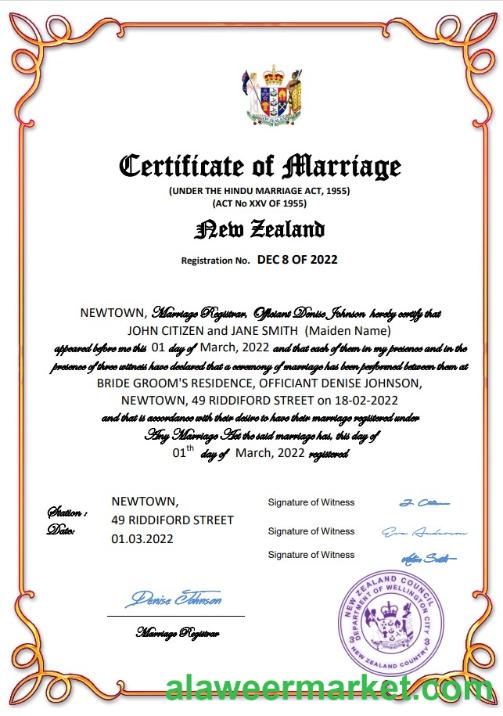 Certificate of Marriage
(UNDER THE HINDU MARRIAGE ACT, 1955)
(ACT No XXV OF 1955)
New Zealand
Registration No. DEC 8 OF 2022
NEWTOWN, Marriage Registrar, Officiant Denise Johnson hereby certify that
JOHN CITIZEN and JANE SMITH (Maiden Name)
appeared before me this 01 day of March, 2022 and that each of them in my presence and in the
presence of three witness have declared that a ceremony of marriage has been performed between them at
BRIDE GROOM'S RESIDENCE, OFFICIANT DENISE JOHNSON,
NEWTOWN, 49 RIDDIFORD STREET on 18-02-2022
and that is accordance with their desire to have their marriage registered under
Any Marriage Act the said marriage has, this day of
01th day of March, 2022 registered
Station :
Date:
NEWTOWN,
49 RIDDIFORD STREET
01.03.2022
Signature of Witness
Signature of Witness Eva Anderson
Signature of Witness
Denise Johnson
Marriage Registrar
NEW ZEALAND COUNCIL
DEPARTMENT OF WELLINGTON CITY
NEW ZEALAND COUNTRY
alaweermarket.com